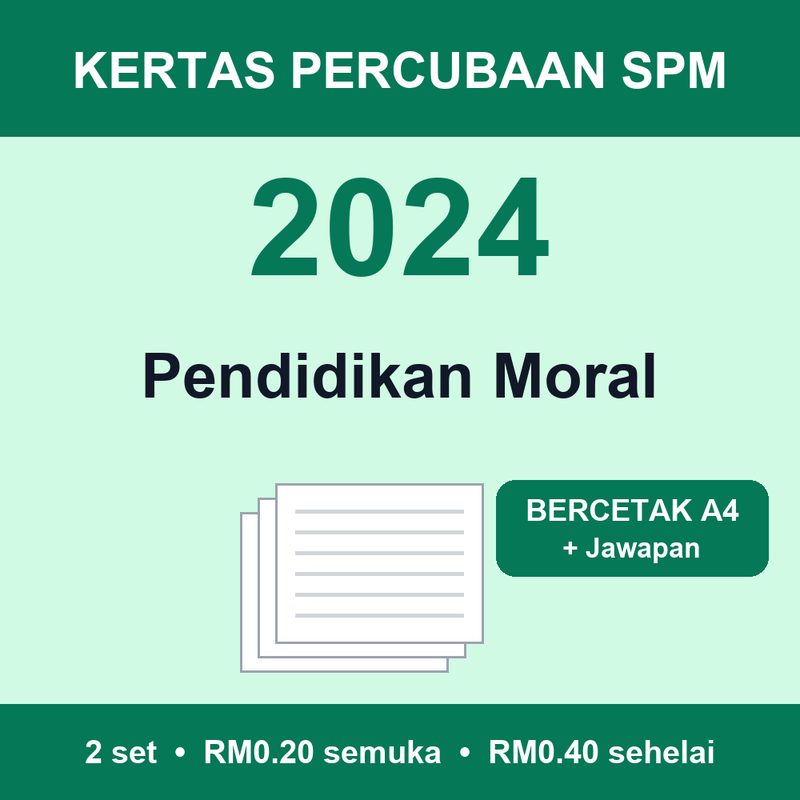 KERTAS PERCUBAAN SPM
2024
Pendidikan Moral
BERCETAK A4
+ Jawapan
2 set • RM0.20 semuka • RM0.40 sehelai